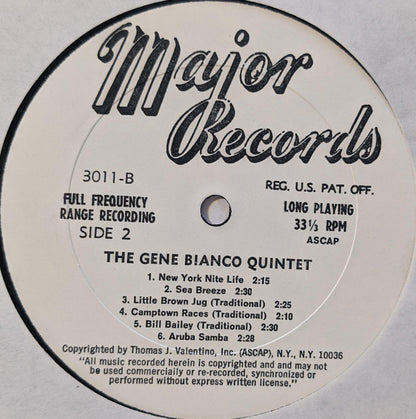 Major
Records
3011-B
REG. U.S. PAT. OFF.
FULL FREQUENCY
RANGE RECORDING
SIDE 2
LONG PLAYING
33⅓ RPM
ASCAP
THE GENE BIANCO QUINTET
1. New York Nite Life 2:15
2. Sea Breeze 2:30
3. Little Brown Jug (Traditional) 2:25
4. Camptown Races (Traditional) 2:10
5. Bill Bailey (Traditional) 2:30
6. Aruba Samba 2:28
Copyrighted by Thomas J. Valentino, Inc. (ASCAP), N.Y., N.Y. 10036
"All music recorded herein is copyrighted and and may not
be used commercially or re-recorded, synchronized or
performed without express written license."